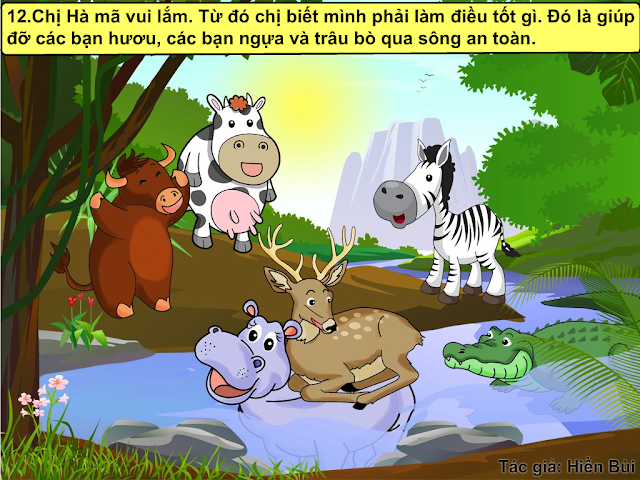 12.Chị Hà mã vui lắm. Từ đó chị biết mình phải làm điều tốt gì. Đó là giúp
đỡ các bạn hươu, các bạn ngựa và trâu bò qua sông an toàn.
Tác giả: Hiền Bùi